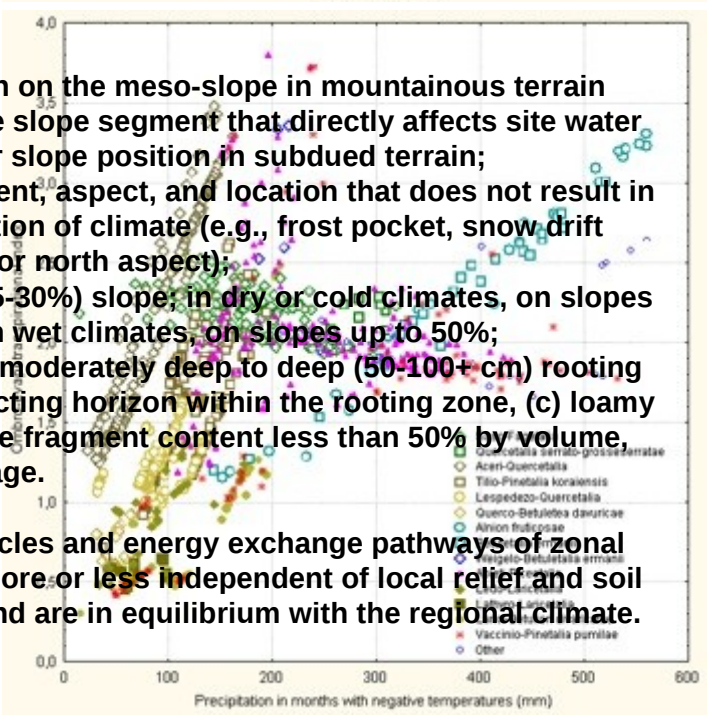 4,0
n on the meso-slope in mountainous terrain
3,5
e slope segment that directly affects site water
r slope position in subdued terrain;
3,0
ent, aspect, and location that does not result in
tion of climate (e.g., frost pocket, snow drift
or north aspect);
5-30%) slope; in dry or cold climates, on slopes
n wet climates, on slopes up to 50%;
2,0
moderately deep to deep (50-100+ cm) rooting
cting horizon within the rooting zone, (c) loamy
e fragment content less than 50% by volume,
Quercetalia serrato-grosseserratae
Aceri-Quercetalia
age.
Tilio-Pinetalia koraiensis
Lespedezo-Quercetalia
1,0
Querco-Betuletea davuricae
Alnion fruticosae
cles and energy exchange pathways of zonal
Weigelo-Betuletalia ermanii
ore or less independent of local relief and soil
nd are in equilibrium with the regional climate.
Vaccinio-Pinetalia pumilae
Other
0,0
0 100 200 300 400 500 600
Precipitation in months with negative temperatures (mm)